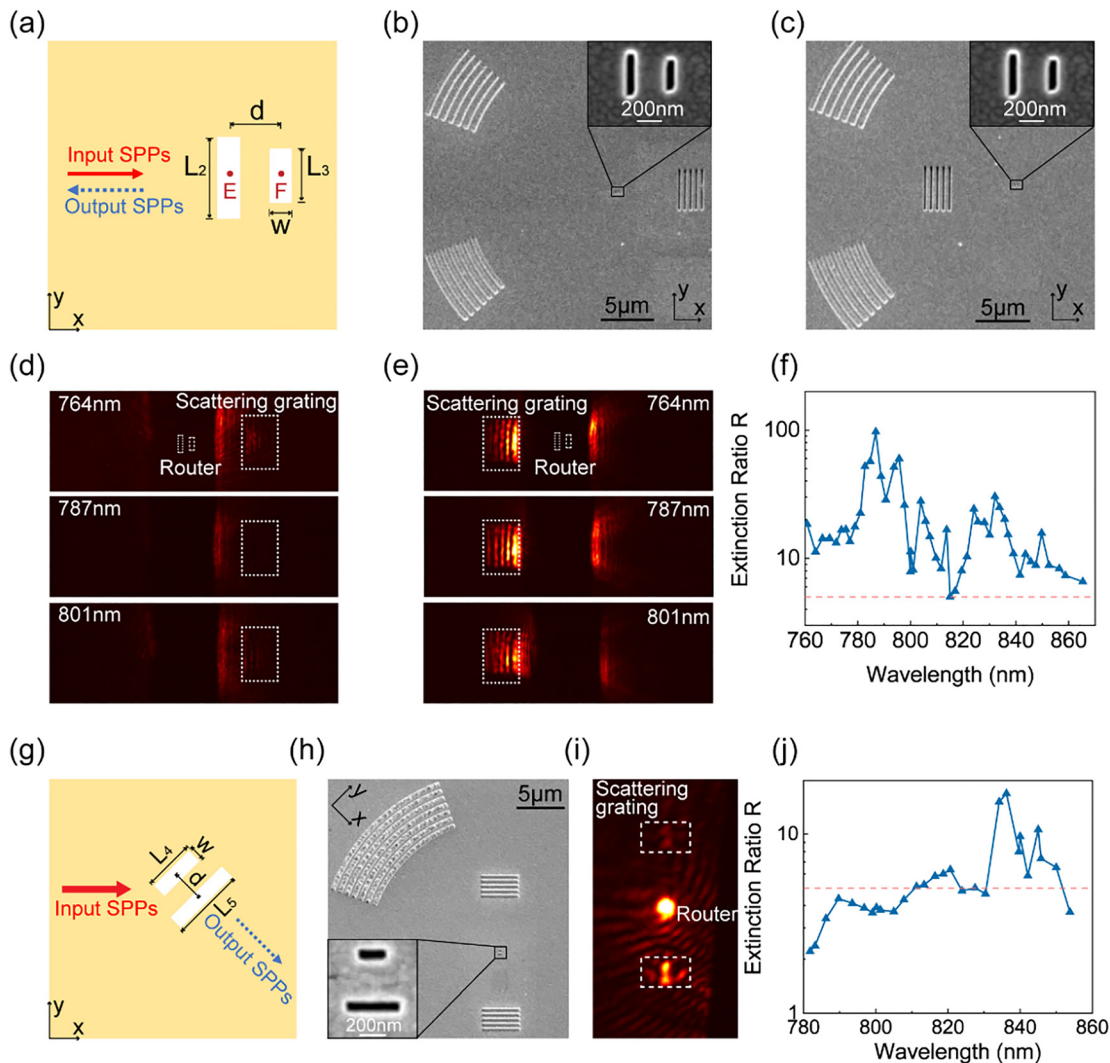 (a)
d
L2
Input SPPs
E
F
L3
Output SPPs
w
y
x
(b)
200nm
5μm
y
x
(c)
200nm
5μm
y
x
(d)
764nm
Scattering grating
Router
787nm
801nm
(e)
Scattering grating
764nm
Router
787nm
801nm
(f)
Extinction Ratio R
100
10
760 780 800 820 840 860
Wavelength (nm)
(g)
L4
w
d
L5
Input SPPs
Output SPPs
y
x
(h)
y
x
5μm
200nm
(i)
Scattering
grating
Router
(j)
Extinction Ratio R
10
1
780 800 820 840 860
Wavelength (nm)